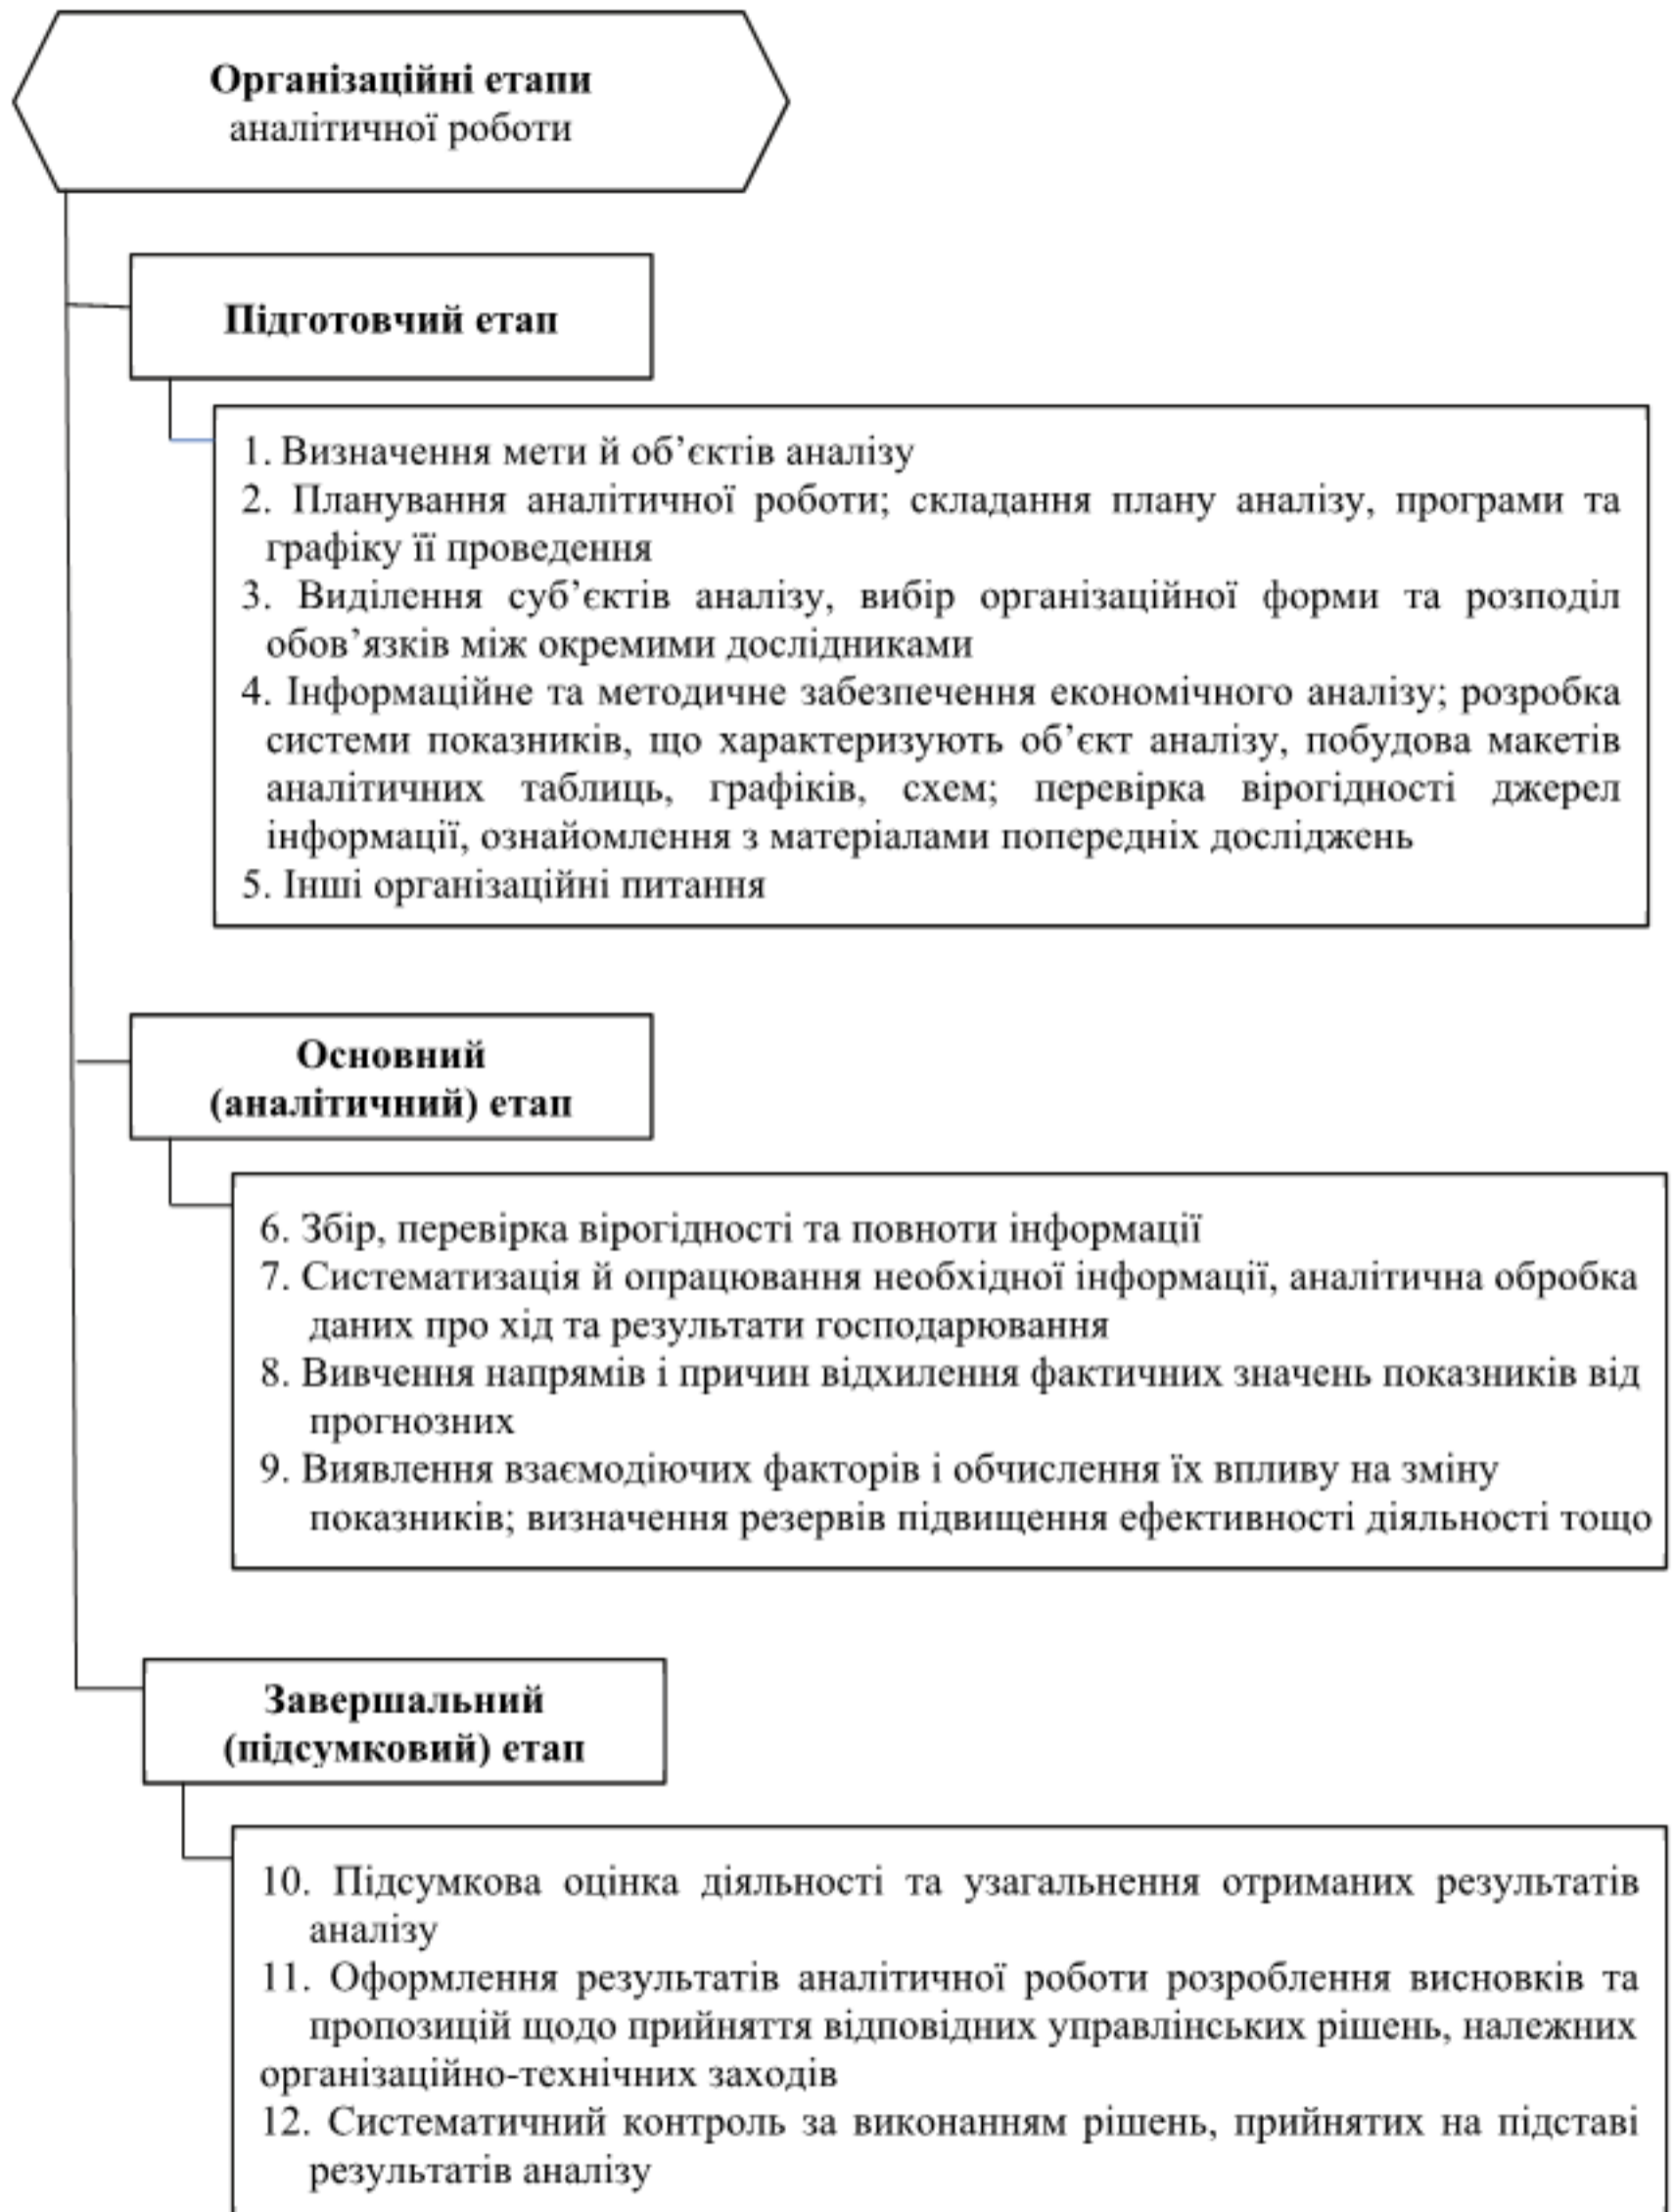 Організаційні етапи
аналітичної роботи
Підготовчий етап
1. Визначення мети й об’єктів аналізу
2. Планування аналітичної роботи; складання плану аналізу, програми та
графіку її проведення
3. Виділення суб’єктів аналізу, вибір організаційної форми та розподіл
обов’язків між окремими дослідниками
4. Інформаційне та методичне забезпечення економічного аналізу; розробка
системи показників, що характеризують об’єкт аналізу, побудова макетів
аналітичних таблиць, графіків, схем; перевірка вірогідності джерел
інформації, ознайомлення з матеріалами попередніх досліджень
5. Інші організаційні питання
Основний
(аналітичний) етап
6. Збір, перевірка вірогідності та повноти інформації
7. Систематизація й опрацювання необхідної інформації, аналітична обробка
даних про хід та результати господарювання
8. Вивчення напрямів і причин відхилення фактичних значень показників від
прогнозних
9. Виявлення взаємодіючих факторів і обчислення їх впливу на зміну
показників; визначення резервів підвищення ефективності діяльності тощо
Завершальний
(підсумковий) етап
10. Підсумкова оцінка діяльності та узагальнення отриманих результатів
аналізу
11. Оформлення результатів аналітичної роботи розроблення висновків та
пропозицій щодо прийняття відповідних управлінських рішень, належних
організаційно-технічних заходів
12. Систематичний контроль за виконанням рішень, прийнятих на підставі
результатів аналізу